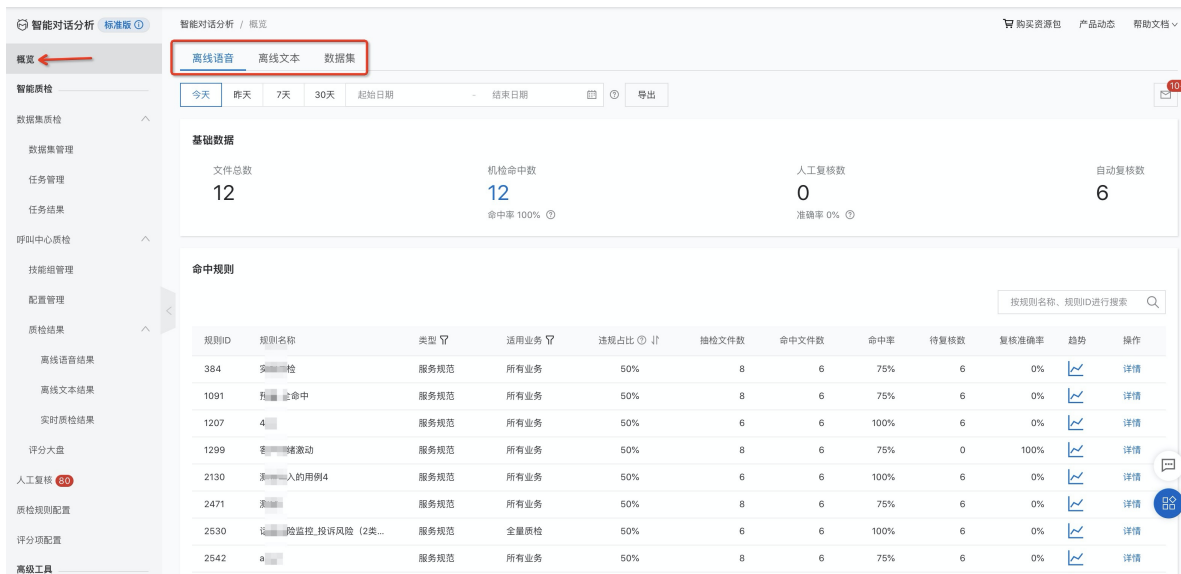 智能对话分析 标准版
智能对话分析 / 概览
购买资源包 产品动态 帮助文档
概览
智能质检
数据集质检
数据集管理
任务管理
任务结果
呼叫中心质检
技能组管理
配置管理
质检结果
离线语音结果
离线文本结果
实时质检结果
评分大盘
人工复核 80
质检规则配置
评分项配置
高级工具
离线语音 离线文本 数据集
今天 昨天 7天 30天 起始日期 - 结束日期 导出
10
基础数据
文件总数 机检命中数 人工复核数 自动复核数
12 12 0 6
命中率 100% 准确率 0%
命中规则
按规则名称、规则ID进行搜索
规则ID 规则名称 类型 适用业务 违规占比 抽检文件数 命中文件数 命中率 待复核数 复核准确率 趋势 操作
384 检 服务规范 所有业务 50% 8 6 75% 6 0% 详情
1091 命中 服务规范 所有业务 50% 8 6 75% 6 0% 详情
1207 4 服务规范 所有业务 50% 6 6 100% 6 0% 详情
1299 绪激动 服务规范 所有业务 50% 8 6 75% 0 100% 详情
2130 入的用例4 服务规范 所有业务 50% 6 6 100% 6 0% 详情
2471 服务规范 所有业务 50% 8 6 75% 6 0% 详情
2530 险监控_投诉风险（2类... 服务规范 全量质检 50% 6 6 100% 6 0% 详情
2542 a 服务规范 所有业务 50% 8 6 75% 6 0% 详情